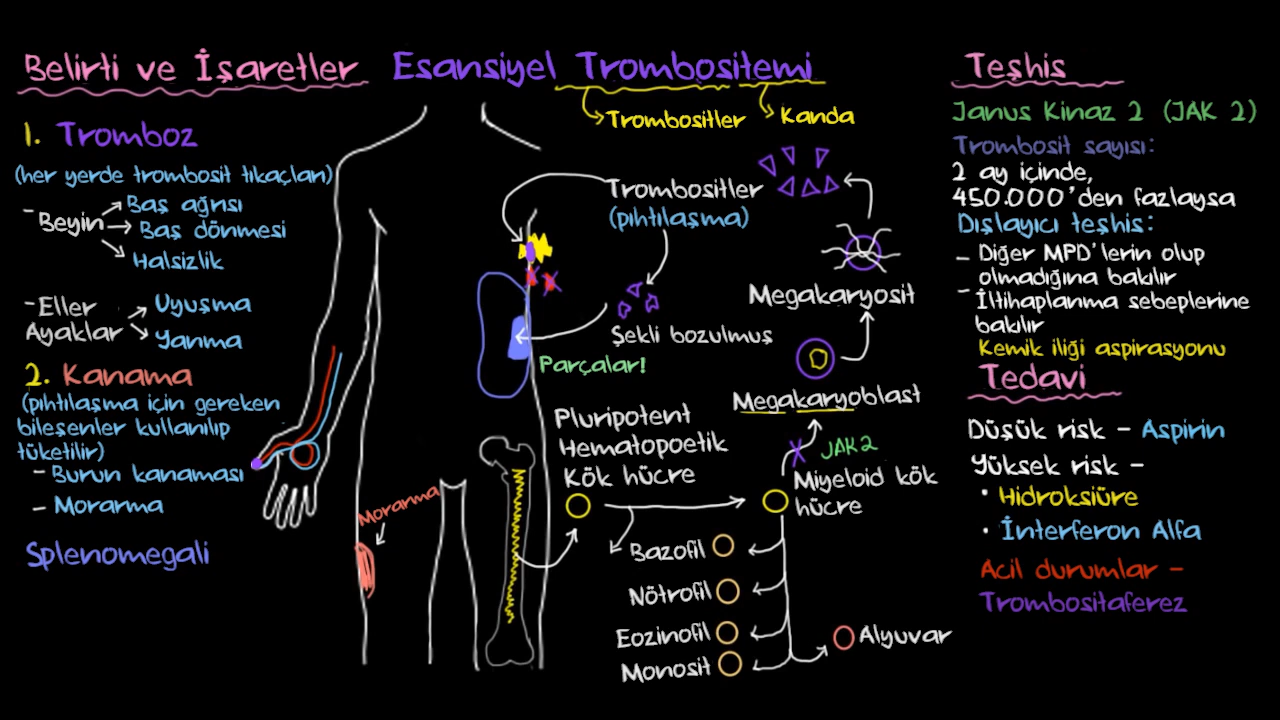 Belirti ve İşaretler
1. Tromboz
(her yerde trombosit tıkaçları)
- Beyin
Baş ağrısı
Baş dönmesi
Halsizlik
- Eller
Ayaklar
Uyuşma
Yanma
2. Kanama
(pıhtılaşma için gereken
bileşenler kullanılıp
tüketilir)
- Burun kanaması
- Morarma
Splenomegali
Esansiyel Trombositemi
Trombositler
Kanda
Trombositler
(pıhtılaşma)
Şekli bozulmuş
Parçalar!
Megakaryosit
Megakaryoblast
JAK2
Pluripotent
Hematopoetik
Kök hücre
Miyeloid kök
hücre
Morarma
Bazofil
Nötrofil
Eozinofil
Monosit
Alyuvar
Teşhis
Janus Kinaz 2 (JAK 2)
Trombosit sayısı:
2 ay içinde,
450.000'den fazlaysa
Dışlayıcı teşhis:
- Diğer MPD'lerin olup
olmadığına bakılır
- İltihaplanma sebeplerine
bakılır
Kemik iliği aspirasyonu
Tedavi
Düşük risk - Aspirin
Yüksek risk -
· Hidroksiüre
· İnterferon Alfa
Acil durumlar -
Trombositaferez